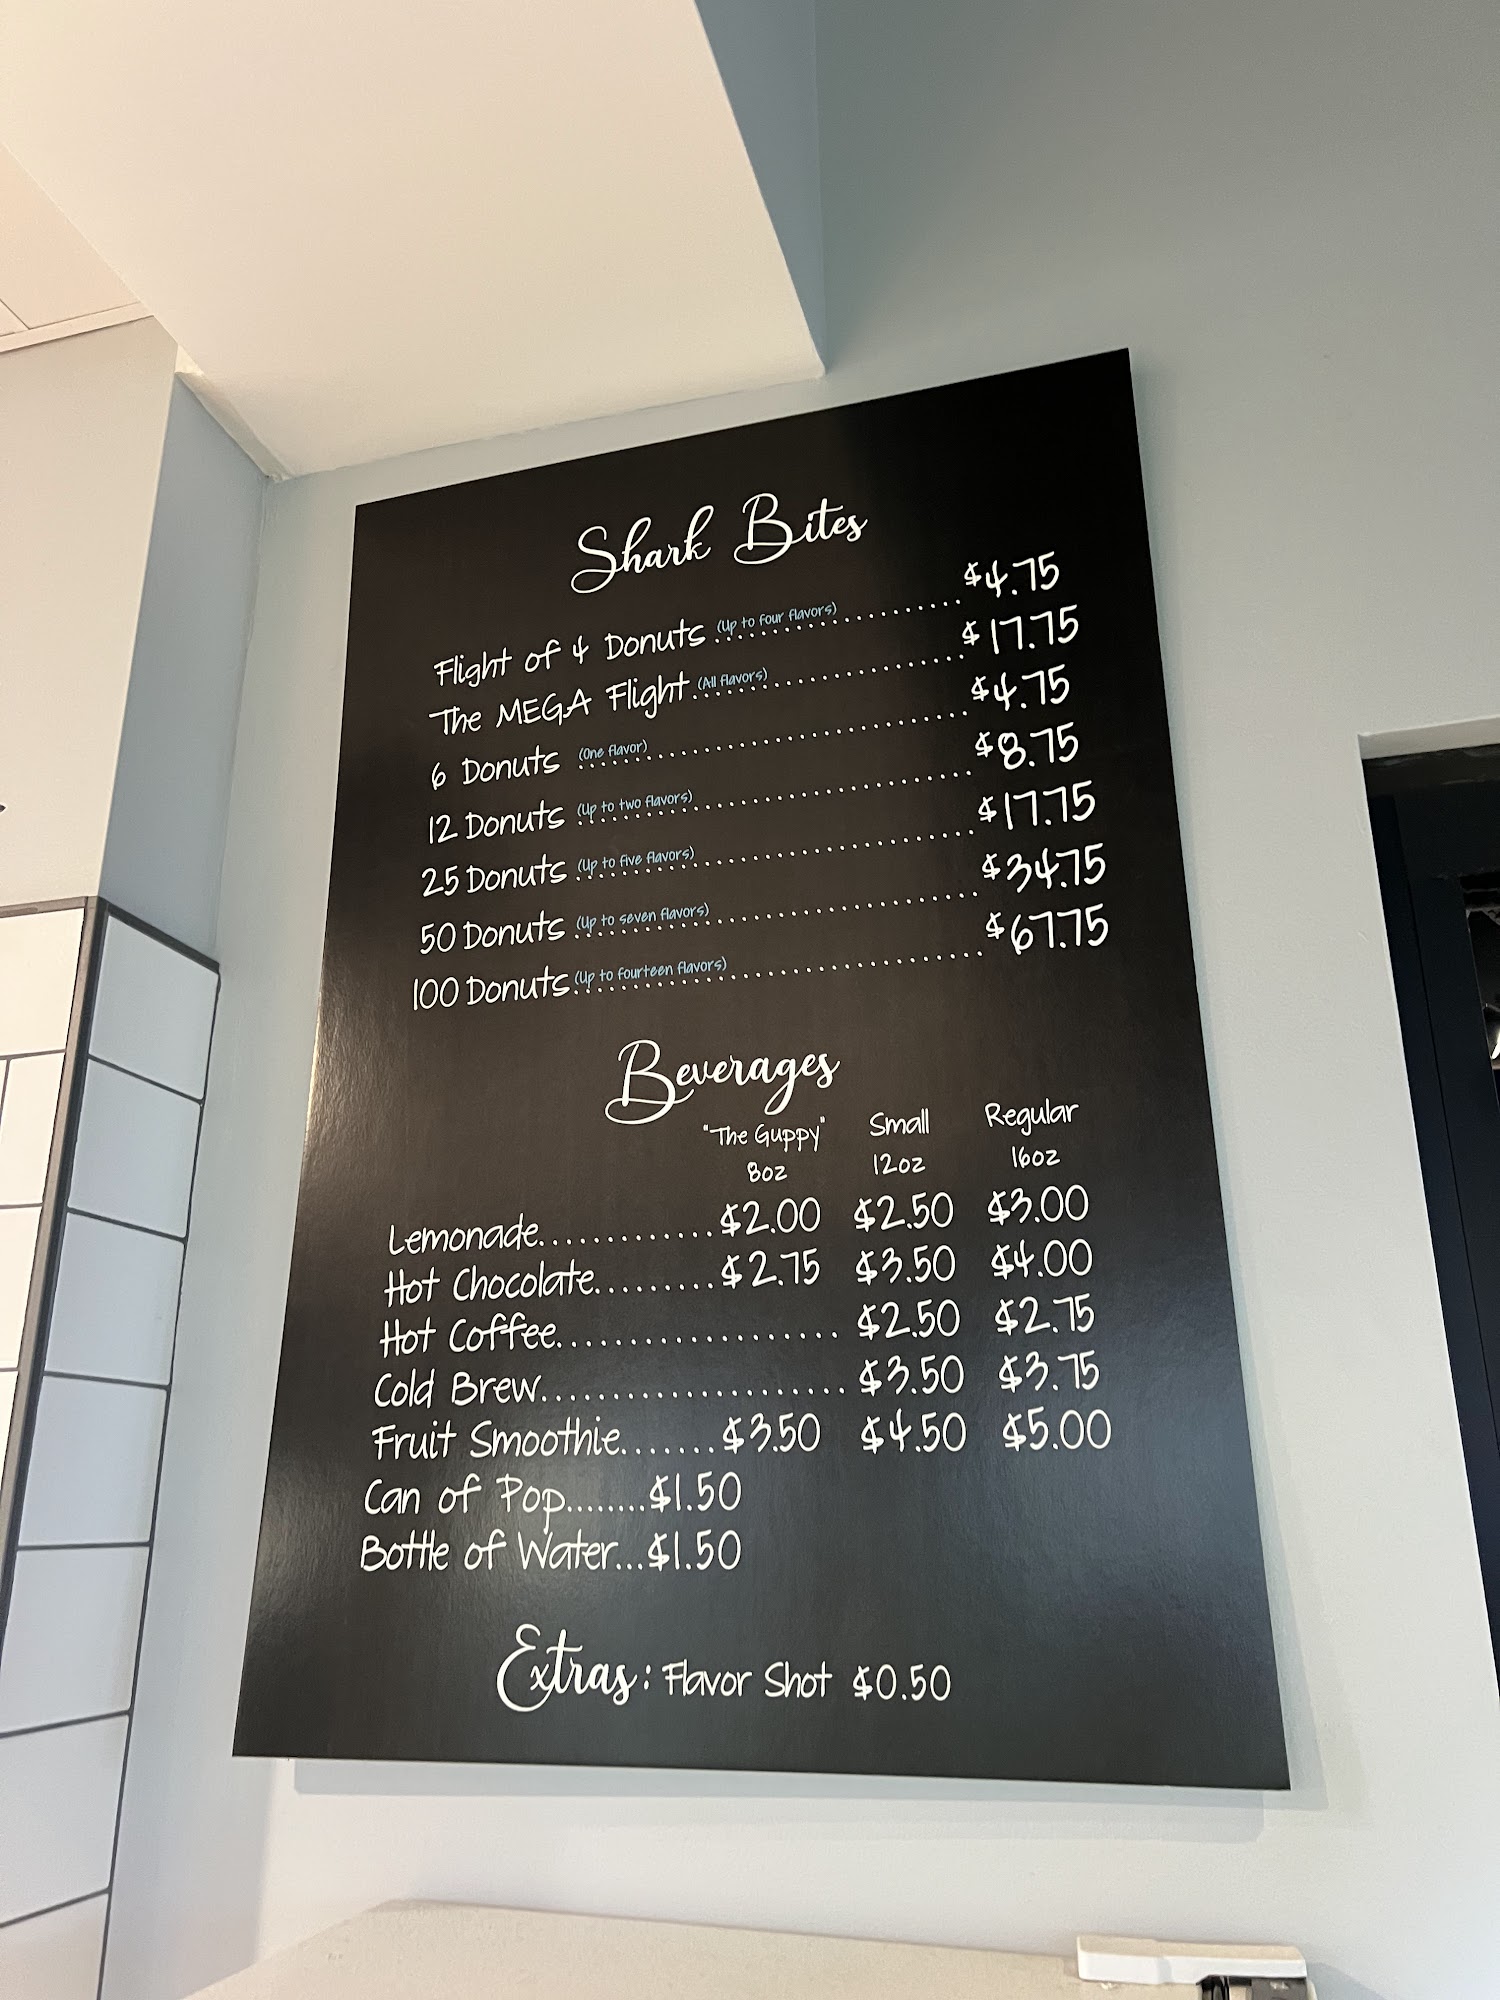 Shark Bites
Flight of 4 Donuts (Up to four flavors)..........$4.75
The MEGA Flight (All flavors)..........$17.75
6 Donuts (One flavor)..........$4.75
12 Donuts (Up to two flavors)..........$8.75
25 Donuts (Up to five flavors)..........$17.75
50 Donuts (Up to seven flavors)..........$34.75
100 Donuts (Up to fourteen flavors)..........$67.75
Beverages
"The Guppy" Small Regular
8oz 12oz 16oz
Lemonade.............$2.00 $2.50 $3.00
Hot Chocolate.........$2.75 $3.50 $4.00
Hot Coffee.....................$2.50 $2.75
Cold Brew......................$3.50 $3.75
Fruit Smoothie.......$3.50 $4.50 $5.00
Can of Pop........$1.50
Bottle of Water...$1.50
Extras: Flavor Shot $0.50